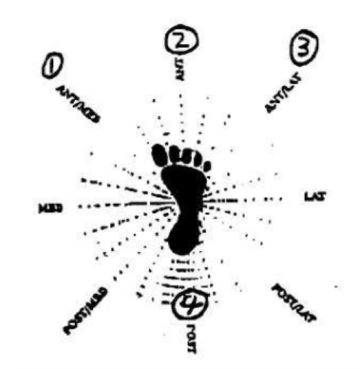 1
2
3
ANT
ANT/MED
ANT/LAT
MED
LAT
4
POST/MED
POST/LAT
POST